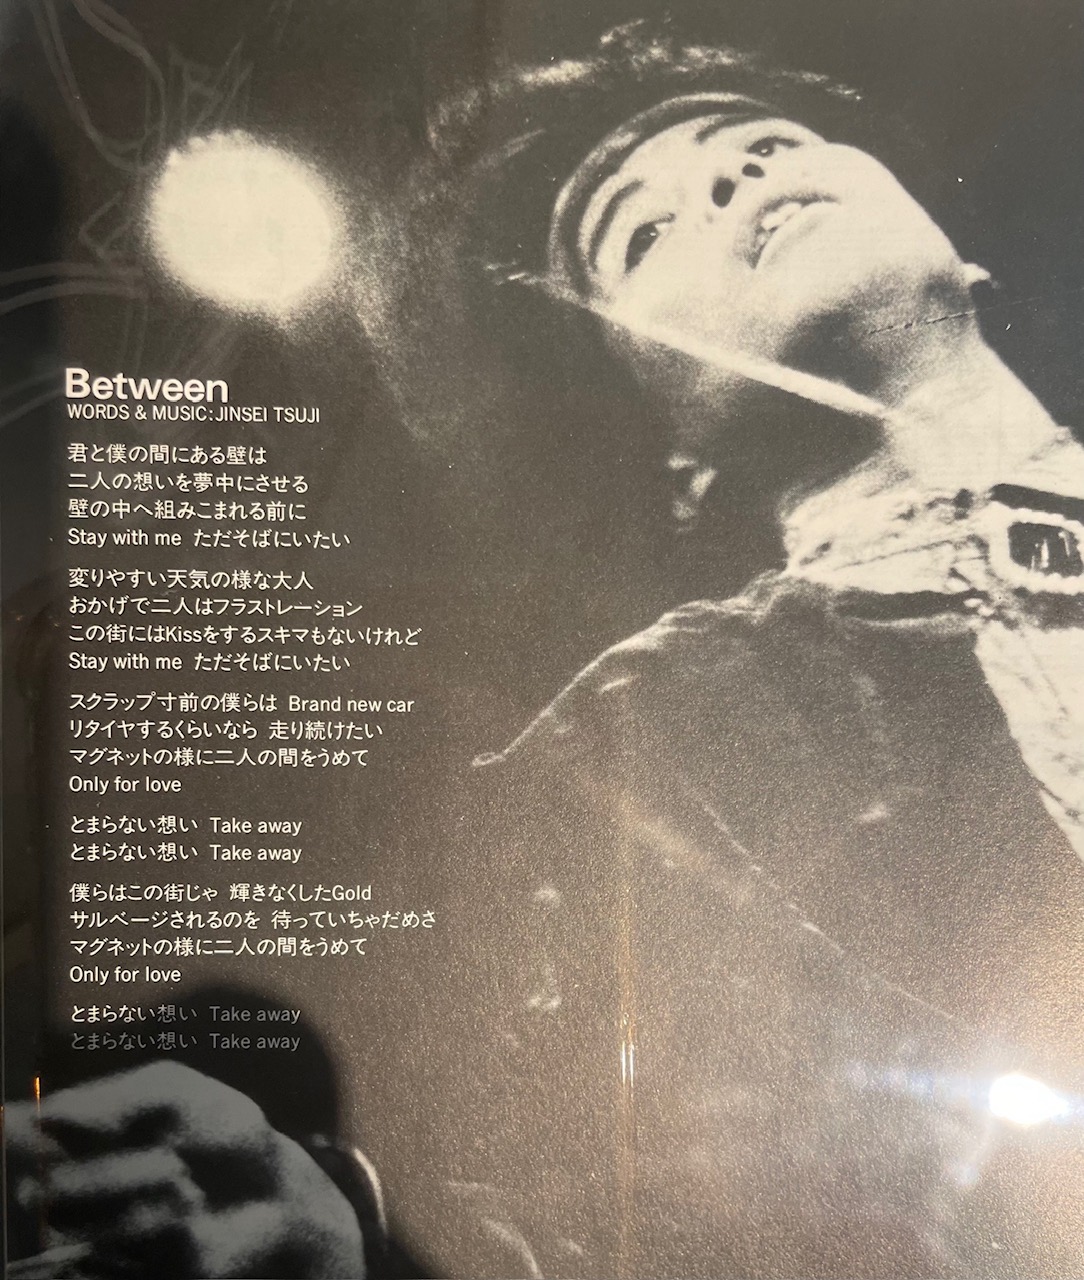 Between
WORDS & MUSIC:JINSEI TSUJI
君と僕の間にある壁は
二人の想いを夢中にさせる
壁の中へ組みこまれる前に
Stay with me ただそばにいたい
変りやすい天気の様な大人
おかげで二人はフラストレーション
この街にはKissをするスキマもないけれど
Stay with me ただそばにいたい
スクラップ寸前の僕らは Brand new car
リタイヤするくらいなら 走り続けたい
マグネットの様に二人の間をうめて
Only for love
とまらない想い Take away
とまらない想い Take away
僕らはこの街じゃ 輝きなくしたGold
サルベージされるのを 待っていちゃだめさ
マグネットの様に二人の間をうめて
Only for love
とまらない想い Take away
とまらない想い Take away